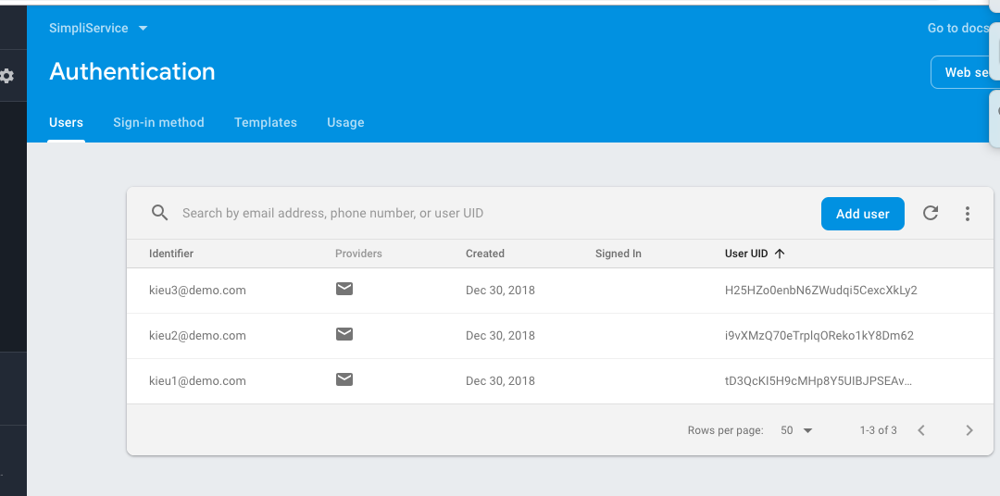 SimpliService
Go to docs
Authentication
Web se
Users Sign-in method Templates Usage
Search by email address, phone number, or user UID
Add user
Identifier Providers Created Signed In User UID
kieu3@demo.com Dec 30, 2018 H25HZo0enbN6ZWudqi5CexcXkLy2
kieu2@demo.com Dec 30, 2018 i9vXMzQ70eTrplqOReko1kY8Dm62
kieu1@demo.com Dec 30, 2018 tD3QcKI5H9cMHp8Y5UIBJPSEAv...
Rows per page: 50 1-3 of 3